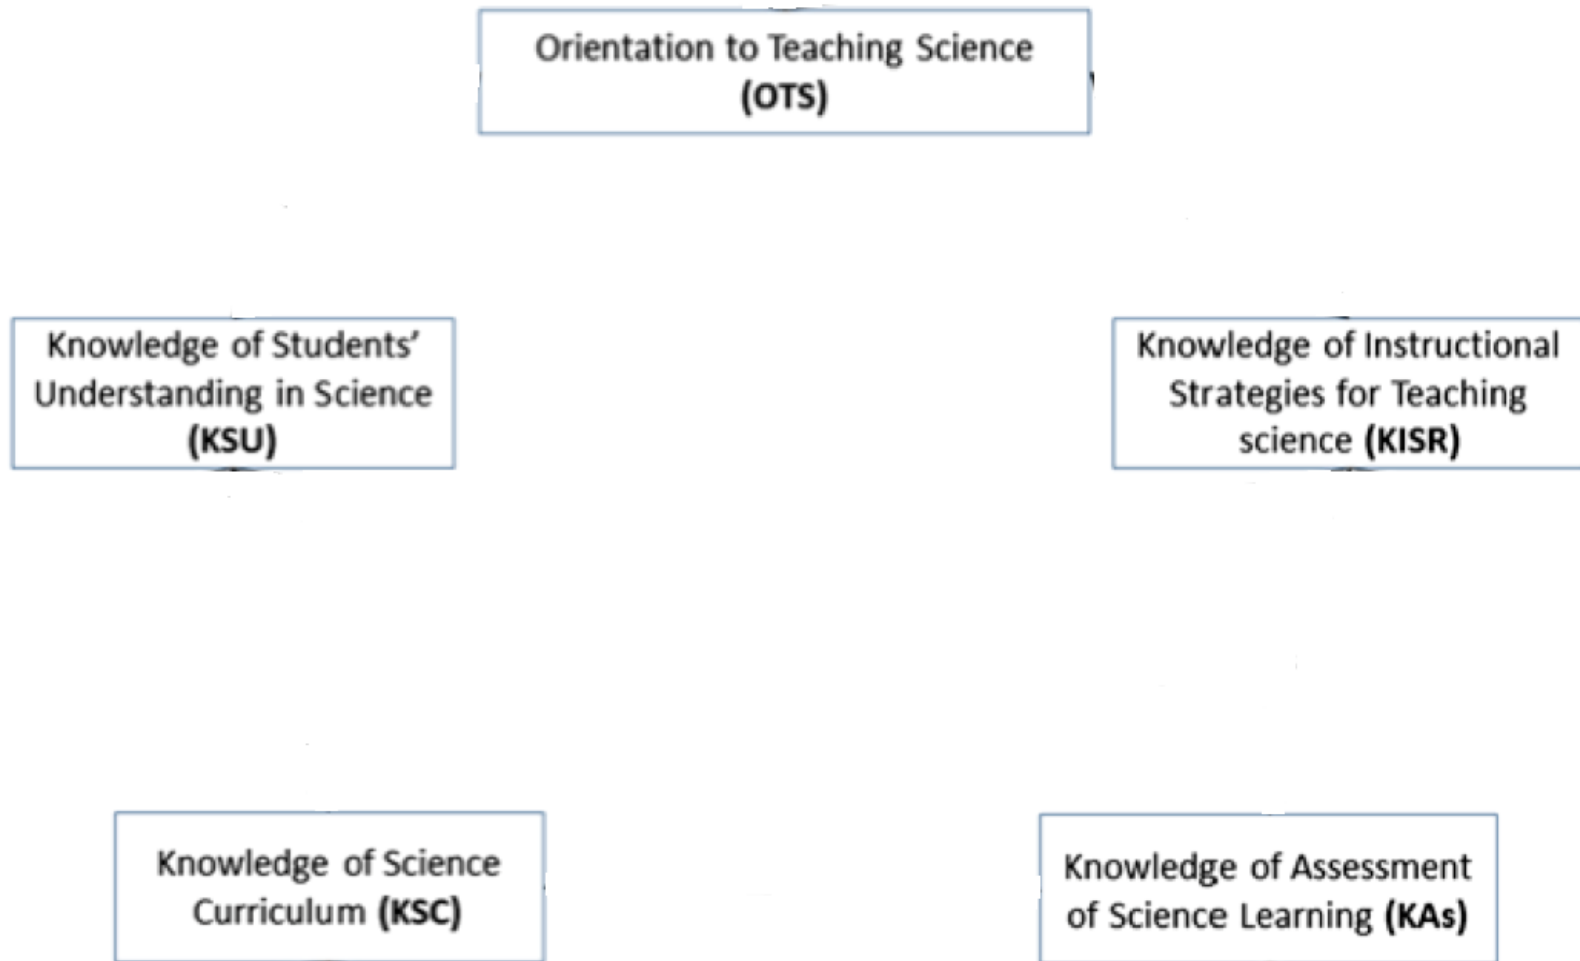 Orientation to Teaching Science
(OTS)
Knowledge of Students’
Understanding in Science
(KSU)
Knowledge of Instructional
Strategies for Teaching
science (KISR)
Knowledge of Science
Curriculum (KSC)
Knowledge of Assessment
of Science Learning (KAs)